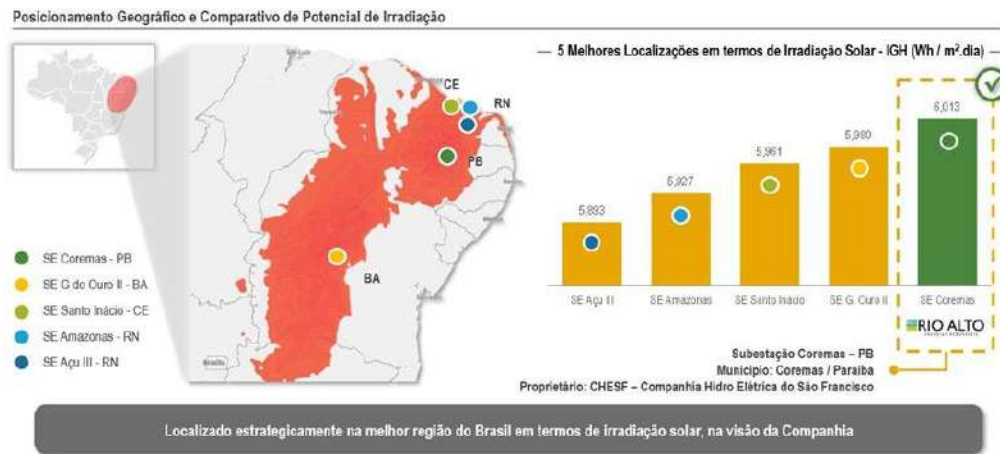 Posicionamento Geográfico e Comparativo de Potencial de Irradiação
5 Melhores Localizações em termos de Irradiação Solar - IGH (Wh / m².dia)
CE
RN
PB
BA
Brasília
SE Coremas - PB
SE G do Ouro II - BA
SE Santo Inácio - CE
SE Amazonas - RN
SE Açu III - RN
5,893
5,927
5,961
5,980
6,013
SE Açu III
SE Amazonas
SE Santo Inácio
SE G. Ouro II
SE Coremas
RIO ALTO
Subestação Coremas – PB
Município: Coremas / Paraíba
Proprietário: CHESF – Companhia Hidro Elétrica do São Francisco
Localizado estrategicamente na melhor região do Brasil em termos de irradiação solar, na visão da Companhia